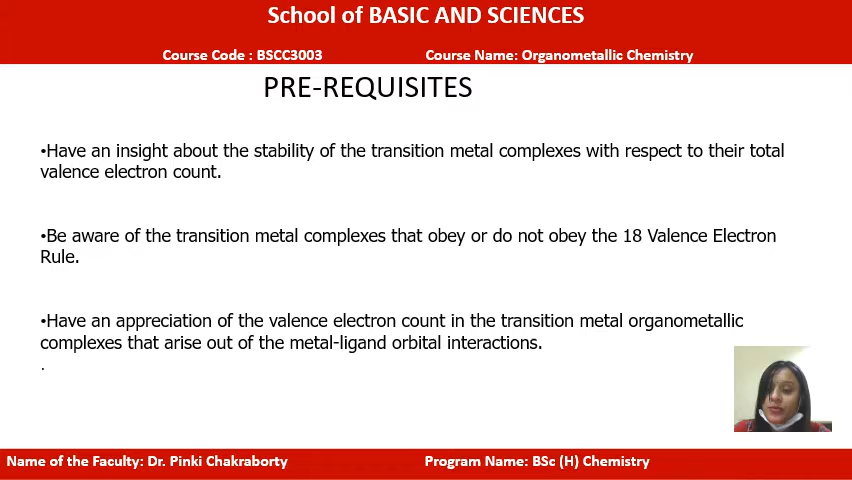 School of BASIC AND SCIENCES
Course Code : BSCC3003 Course Name: Organometallic Chemistry
PRE-REQUISITES
•Have an insight about the stability of the transition metal complexes with respect to their total
valence electron count.
•Be aware of the transition metal complexes that obey or do not obey the 18 Valence Electron
Rule.
•Have an appreciation of the valence electron count in the transition metal organometallic
complexes that arise out of the metal-ligand orbital interactions.
.
Name of the Faculty: Dr. Pinki Chakraborty Program Name: BSc (H) Chemistry